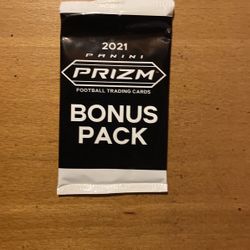 2021
PANINI
PRIZM
FOOTBALL TRADING CARDS
BONUS
PACK